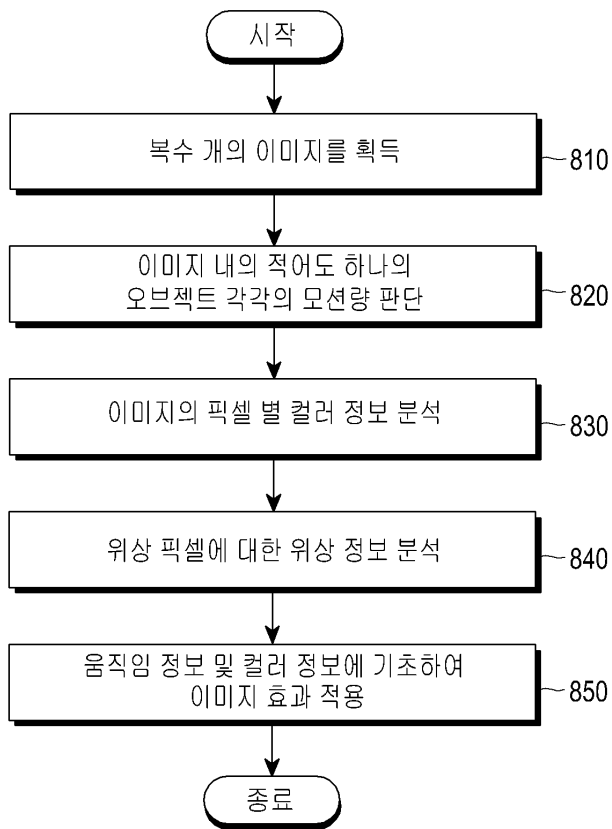 시작
복수 개의 이미지를 획득
810
이미지 내의 적어도 하나의
오브젝트 각각의 모션량 판단
820
이미지의 픽셀 별 컬러 정보 분석
830
위상 픽셀에 대한 위상 정보 분석
840
움직임 정보 및 컬러 정보에 기초하여
이미지 효과 적용
850
종료